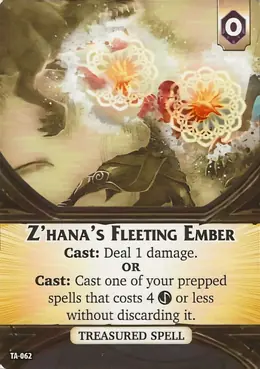 0
Z'hana's Fleeting Ember
Cast: Deal 1 damage.
OR
Cast: Cast one of your prepped
spells that costs 4 or less
without discarding it.
TREASURED SPELL
TA-062